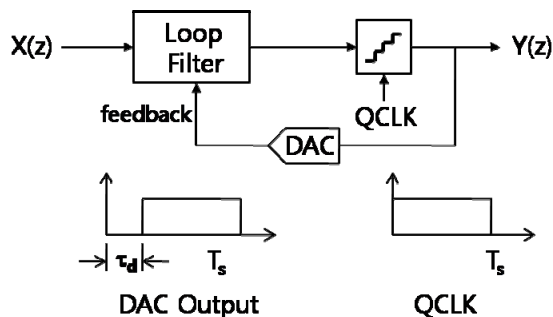 X(z)
Loop
Filter
Y(z)
feedback
QCLK
DAC
τd
Ts
Ts
DAC Output
QCLK